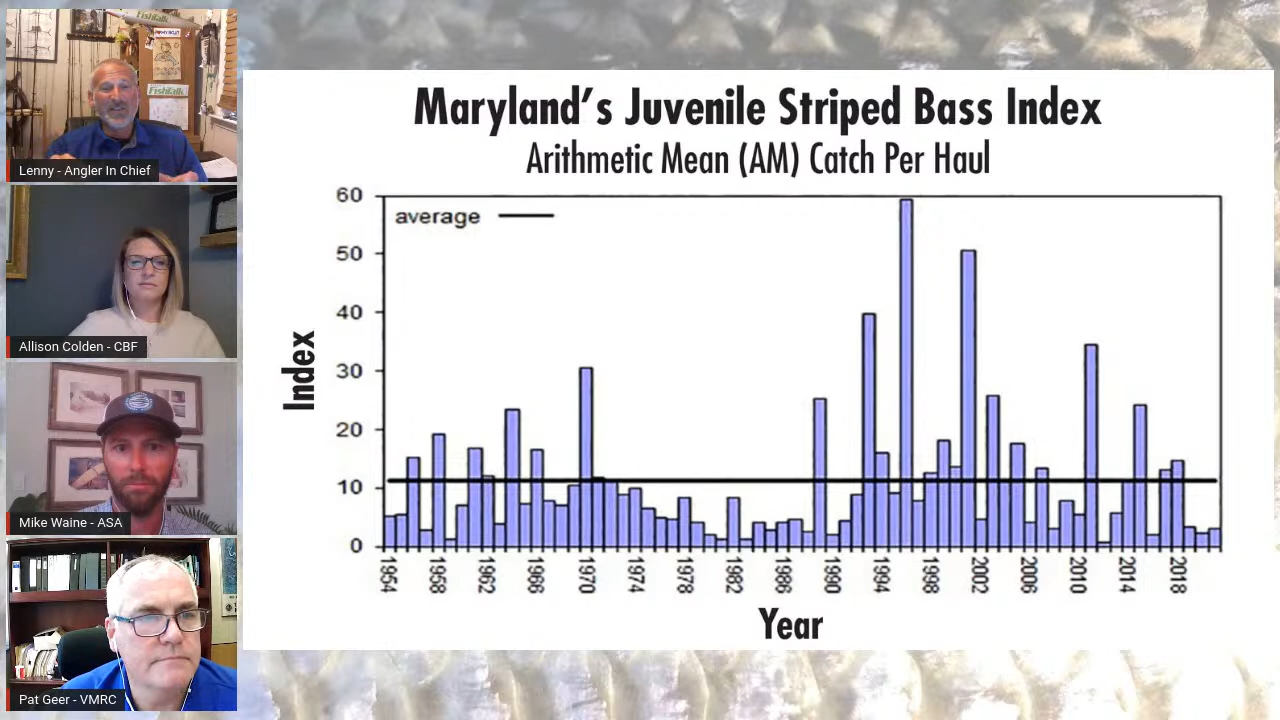 FishTalk
FishTalk
Lenny - Angler In Chief
Allison Colden - CBF
Mike Waine - ASA
Pat Geer - VMRC
Maryland's Juvenile Striped Bass Index
Arithmetic Mean (AM) Catch Per Haul
average
60
50
40
30
20
10
0
Index
1954
1958
1962
1966
1970
1974
1978
1982
1986
1990
1994
1998
2002
2006
2010
2014
2018
Year